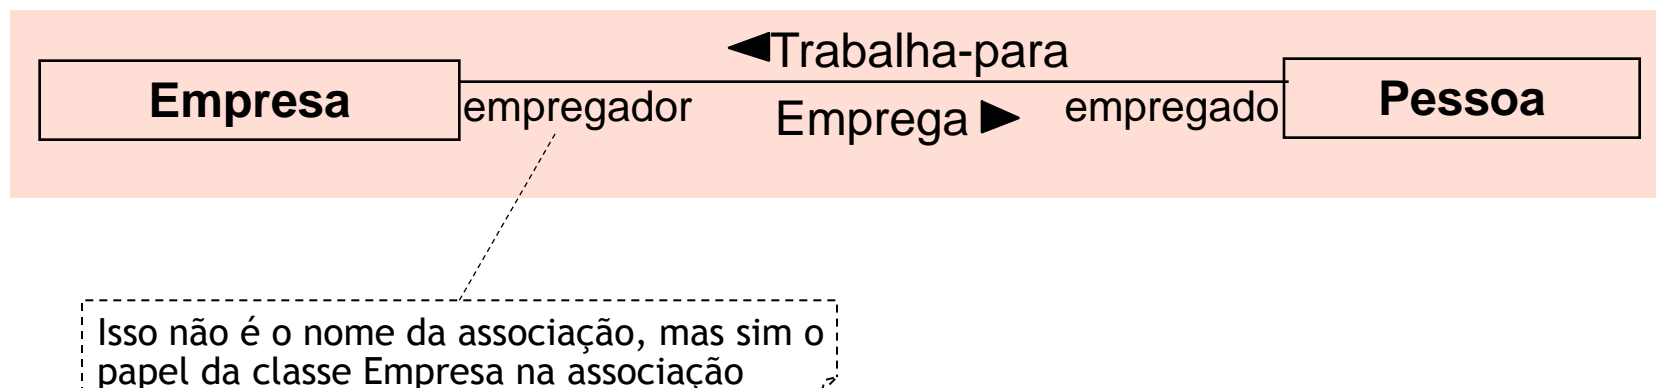 ◄Trabalha-para
Empresa
empregador
Emprega ►
empregado
Pessoa
Isso não é o nome da associação, mas sim o
papel da classe Empresa na associação